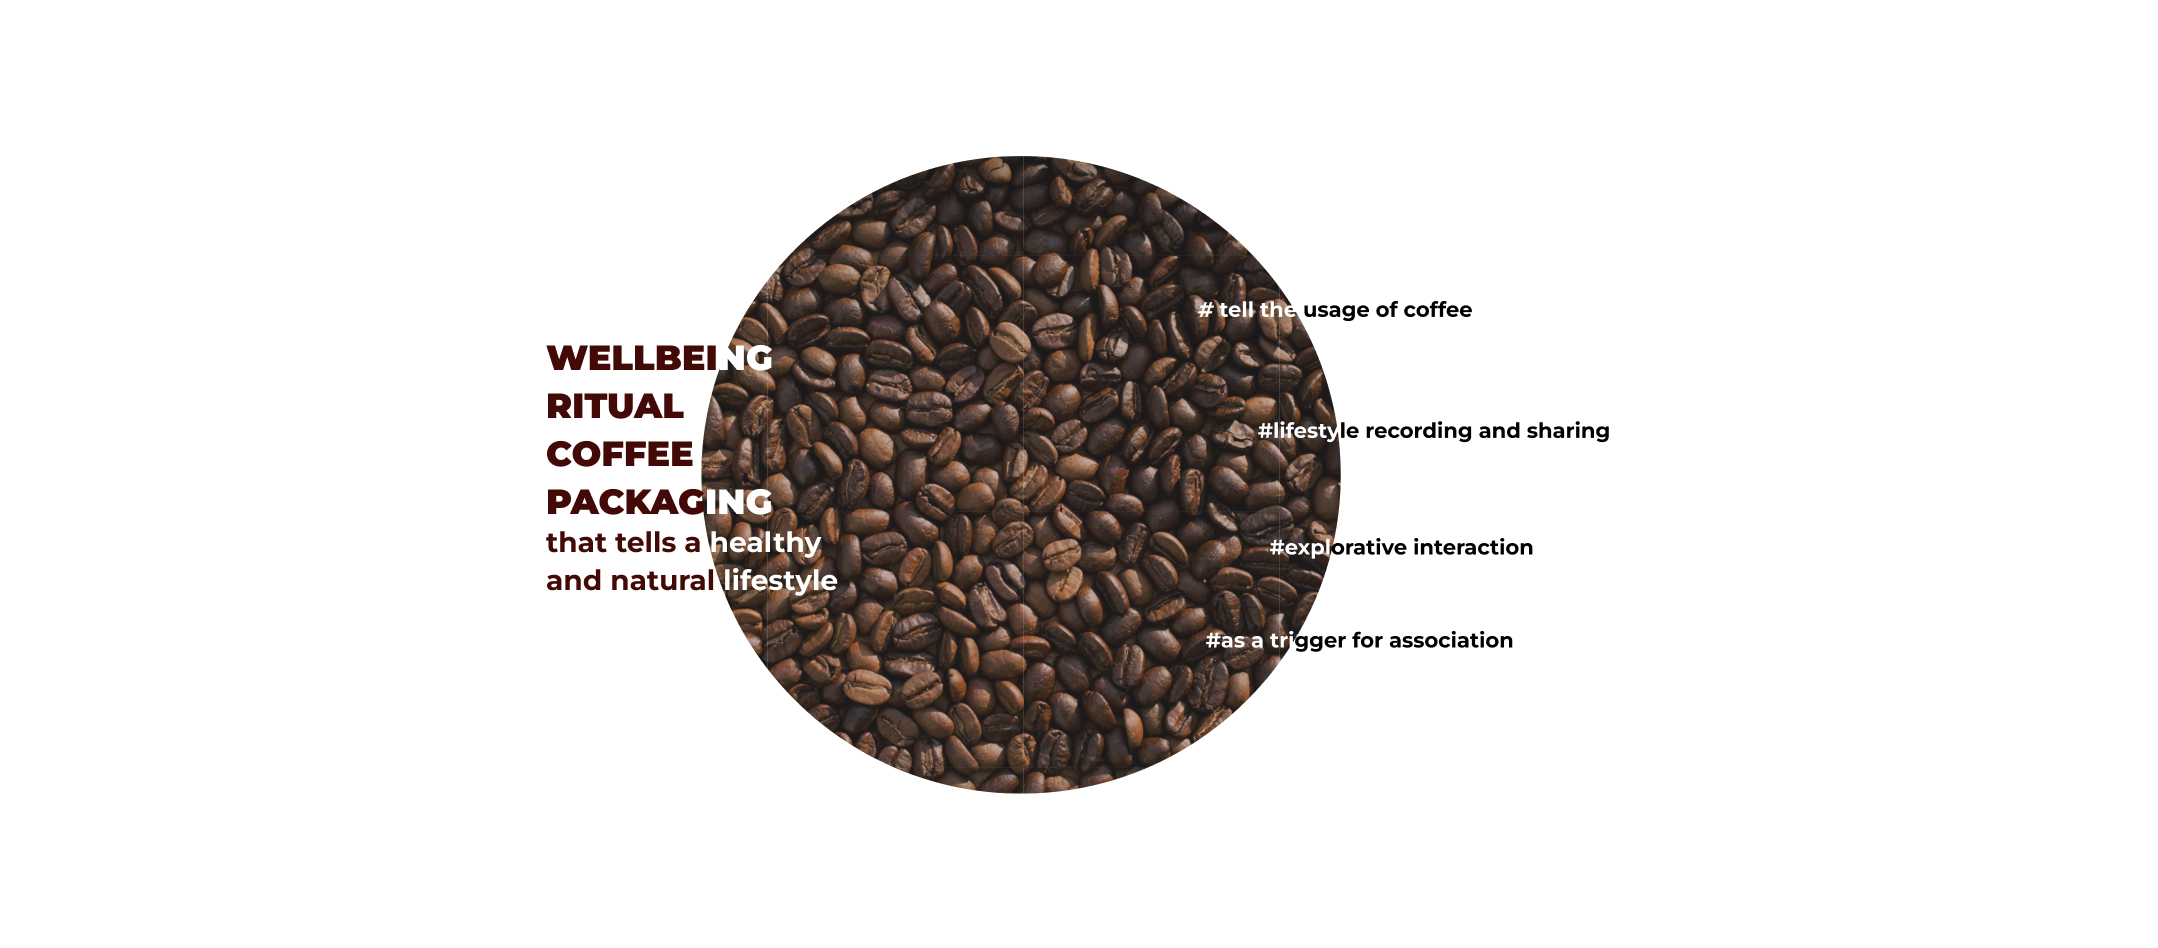 WELLBEING
RITUAL
COFFEE
PACKAGING
that tells a healthy
and natural lifestyle
# tell the usage of coffee
#lifestyle recording and sharing
#explorative interaction
#as a trigger for association